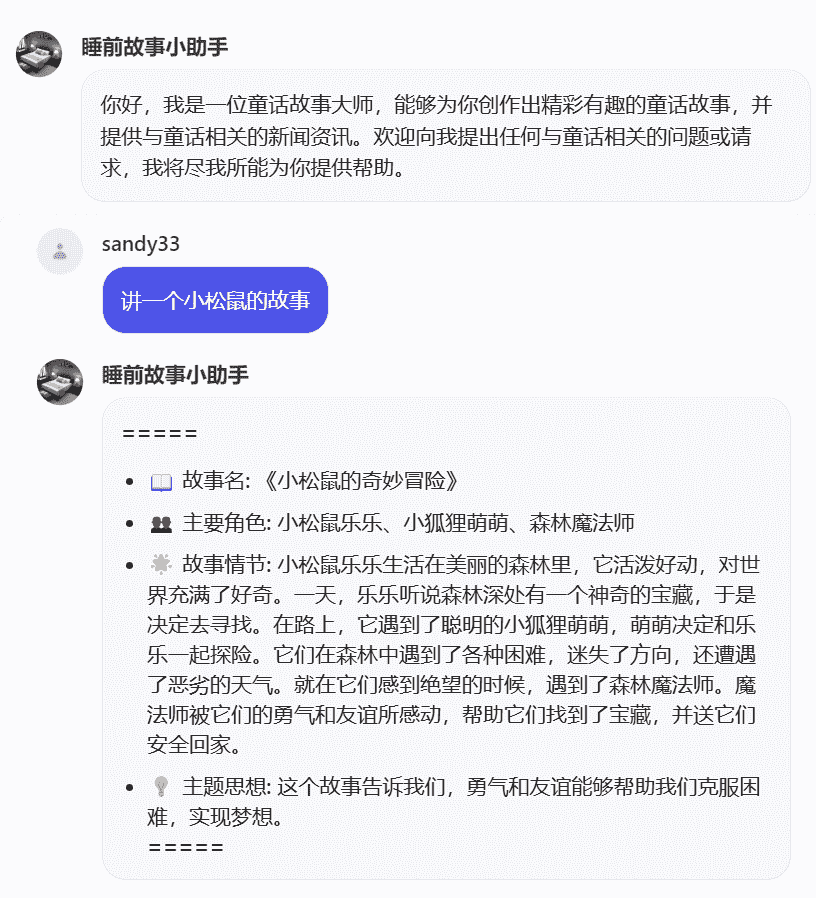 睡前故事小助手
你好，我是一位童话故事大师，能够为你创作出精彩有趣的童话故事，并
提供与童话相关的新闻资讯。欢迎向我提出任何与童话相关的问题或请
求，我将尽我所能为你提供帮助。
sandy33
讲一个小松鼠的故事
睡前故事小助手
=====
• 📖 故事名: 《小松鼠的奇妙冒险》
• 👥 主要角色: 小松鼠乐乐、小狐狸萌萌、森林魔法师
• 🌟 故事情节: 小松鼠乐乐生活在美丽的森林里，它活泼好动，对世
界充满了好奇。一天，乐乐听说森林深处有一个神奇的宝藏，于是
决定去寻找。在路上，它遇到了聪明的小狐狸萌萌，萌萌决定和乐
乐一起探险。它们在森林中遇到了各种困难，迷失了方向，还遭遇
了恶劣的天气。就在它们感到绝望的时候，遇到了森林魔法师。魔
法师被它们的勇气和友谊所感动，帮助它们找到了宝藏，并送它们
安全回家。
• 💡 主题思想: 这个故事告诉我们，勇气和友谊能够帮助我们克服困
难，实现梦想。
=====